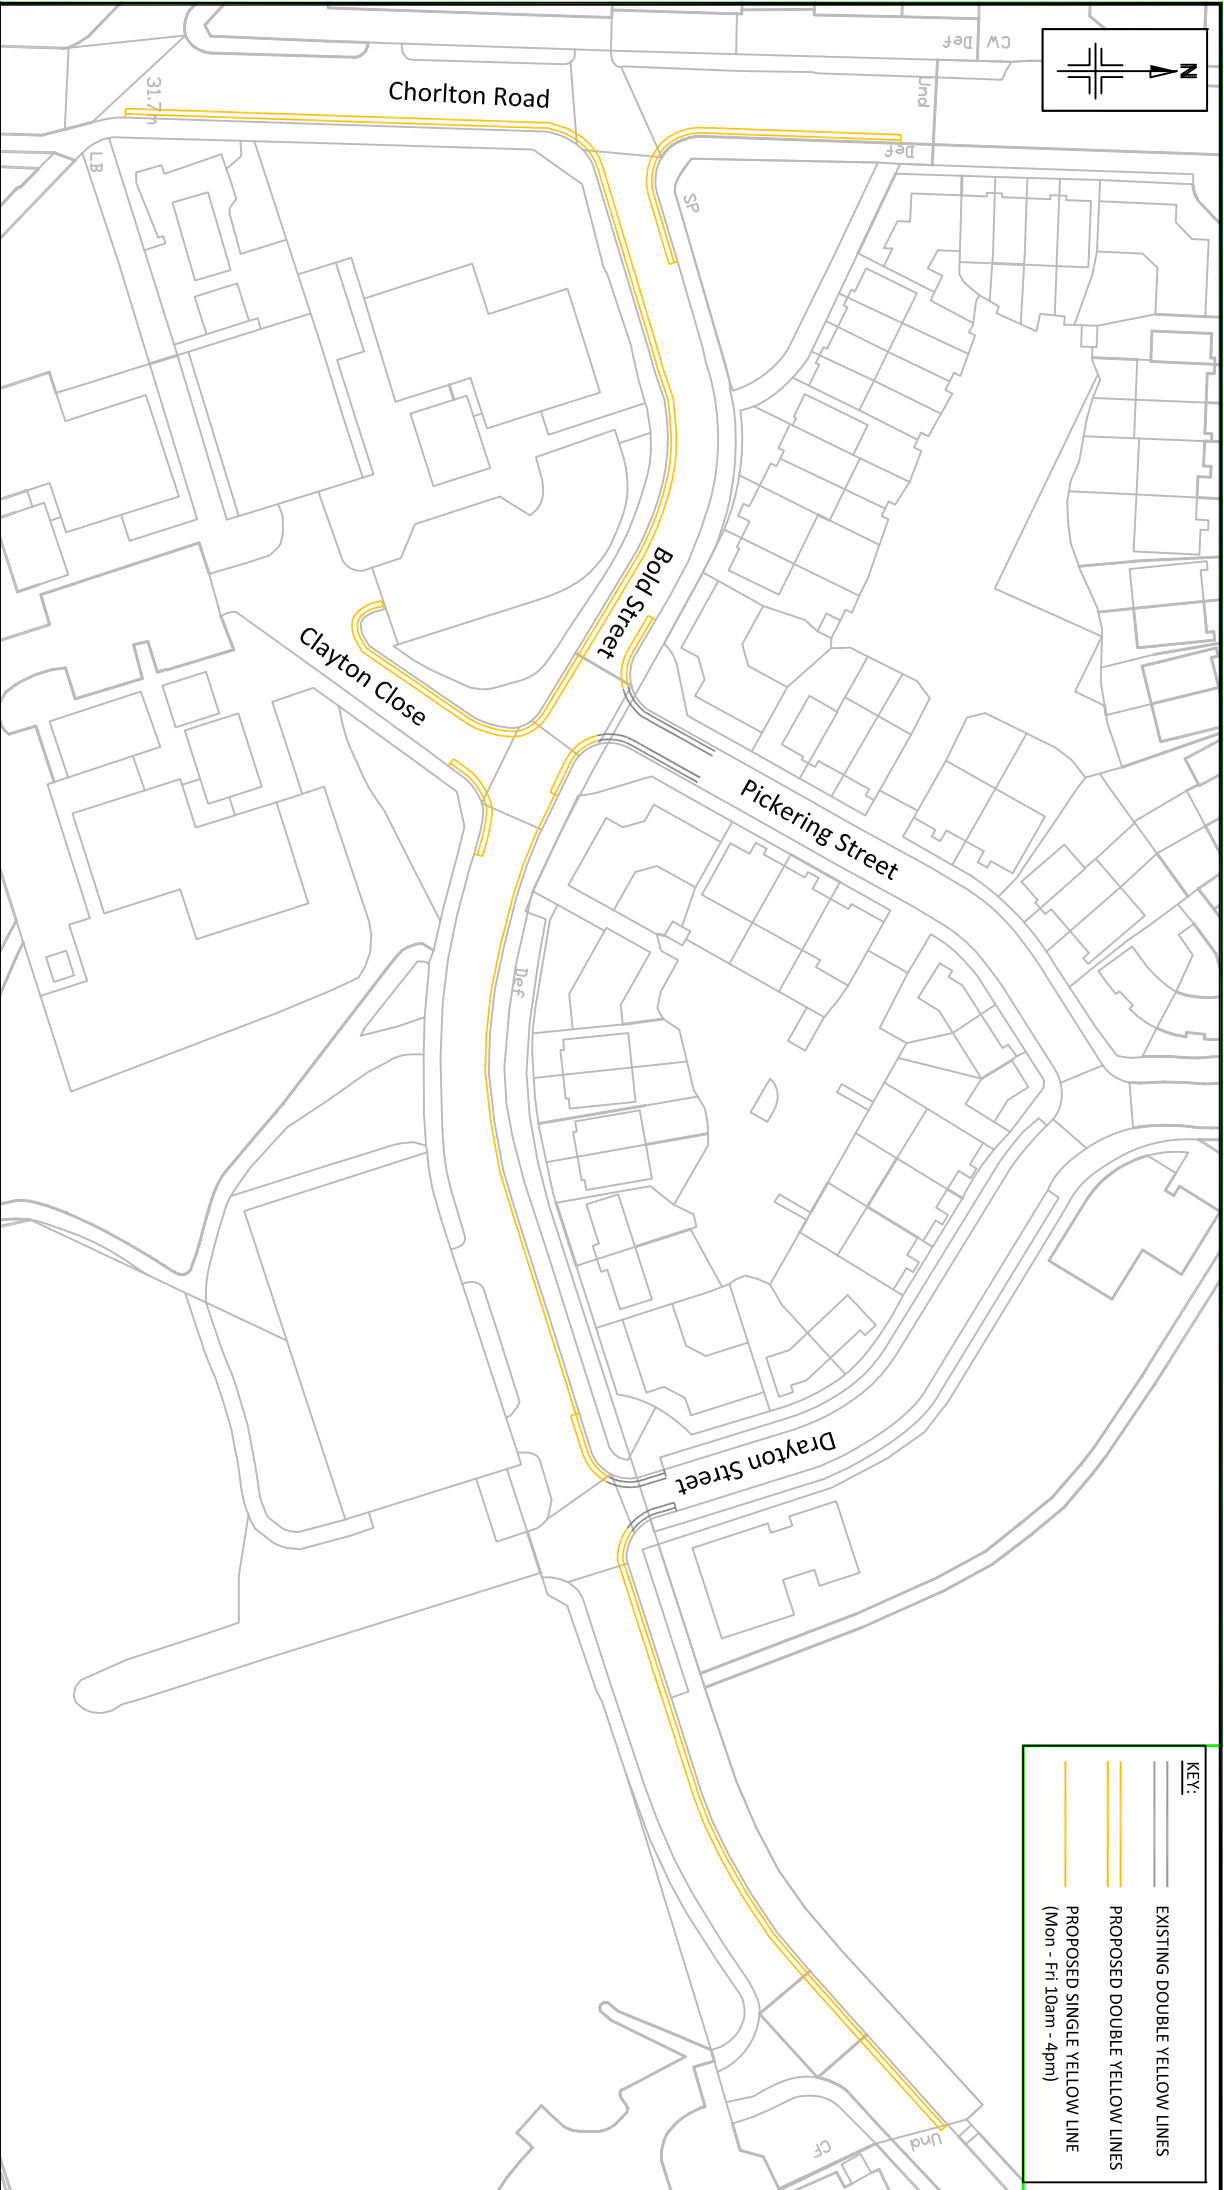 N
CW
Def
Und
Def
Chorlton Road
31.7m
LB
SP
Bold Street
Clayton Close
Pickering Street
Def
Drayton Street
Und
CF
KEY:
EXISTING DOUBLE YELLOW LINES
PROPOSED DOUBLE YELLOW LINES
PROPOSED SINGLE YELLOW LINE
(Mon - Fri 10am - 4pm)